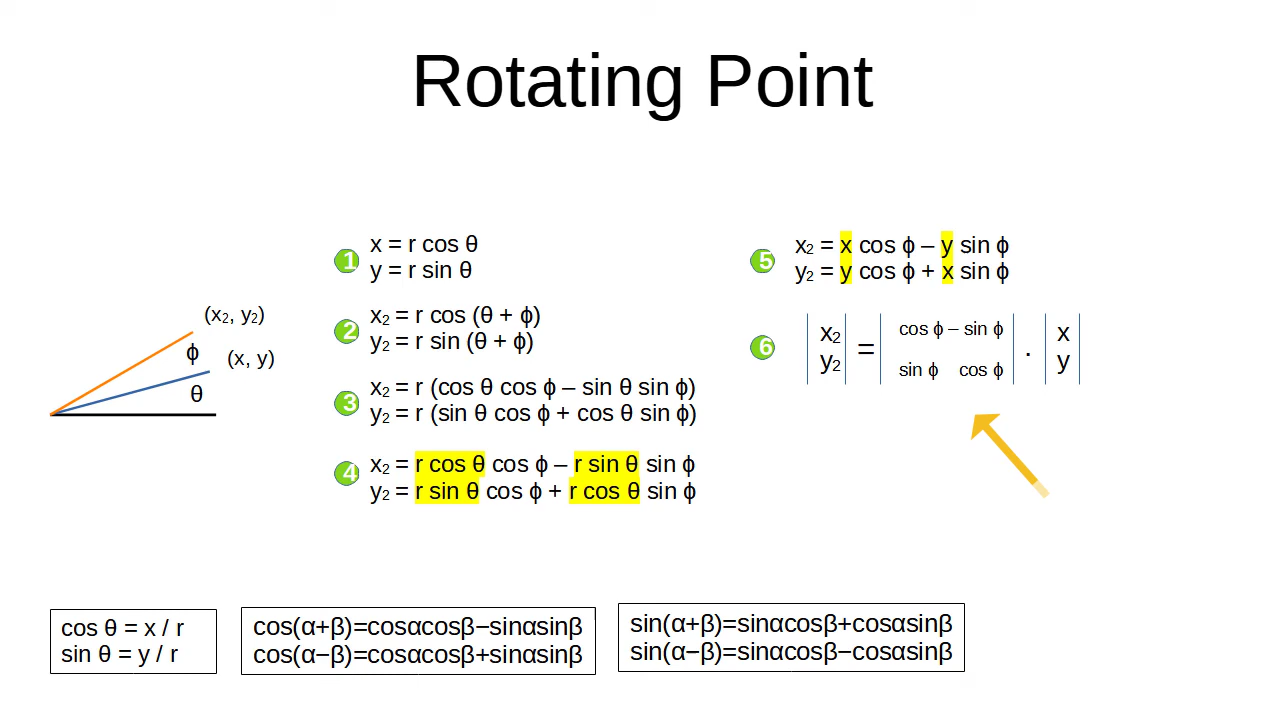 Rotating Point
(x₂, y₂)
ϕ
(x, y)
θ
1
x = r cos θ
y = r sin θ
2
x₂ = r cos (θ + ϕ)
y₂ = r sin (θ + ϕ)
3
x₂ = r (cos θ cos ϕ – sin θ sin ϕ)
y₂ = r (sin θ cos ϕ + cos θ sin ϕ)
4
x₂ = r cos θ cos ϕ – r sin θ sin ϕ
y₂ = r sin θ cos ϕ + r cos θ sin ϕ
5
x₂ = x cos ϕ – y sin ϕ
y₂ = y cos ϕ + x sin ϕ
6
x₂
y₂
=
cos ϕ – sin ϕ
sin ϕ cos ϕ
.
x
y
cos θ = x / r
sin θ = y / r
cos(α+β)=cosαcosβ−sinαsinβ
cos(α−β)=cosαcosβ+sinαsinβ
sin(α+β)=sinαcosβ+cosαsinβ
sin(α−β)=sinαcosβ−cosαsinβ